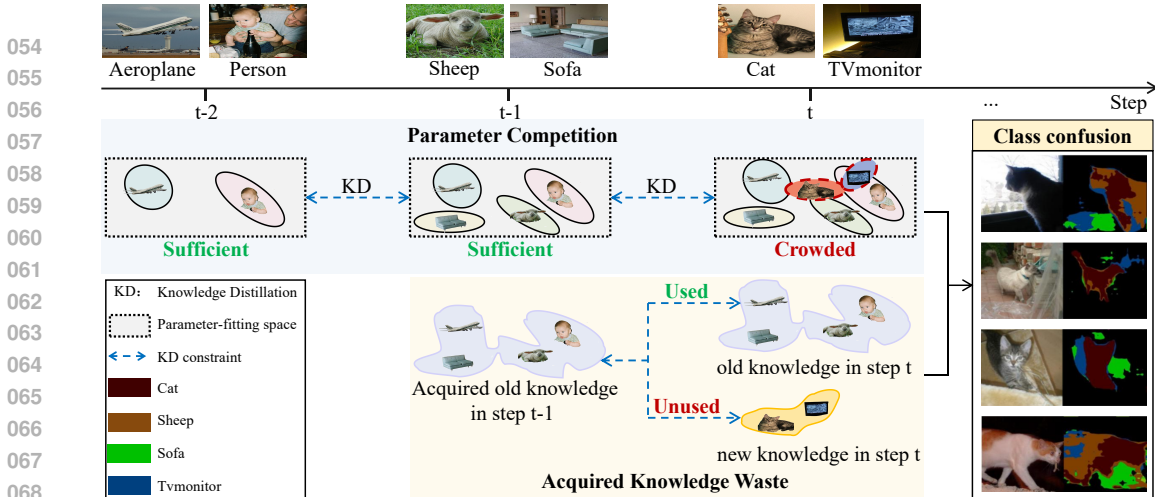 054
055
056
057
058
059
060
061
062
063
064
065
066
067
068
Aeroplane Person Sheep Sofa Cat TVmonitor
t-2 t-1 t ... Step
Parameter Competition
KD KD
Sufficient Sufficient Crowded
KD: Knowledge Distillation
Parameter-fitting space
KD constraint
Cat
Sheep
Sofa
Tvmonitor
Acquired old knowledge
in step t-1
Used
Unused
old knowledge in step t
new knowledge in step t
Acquired Knowledge Waste
Class confusion